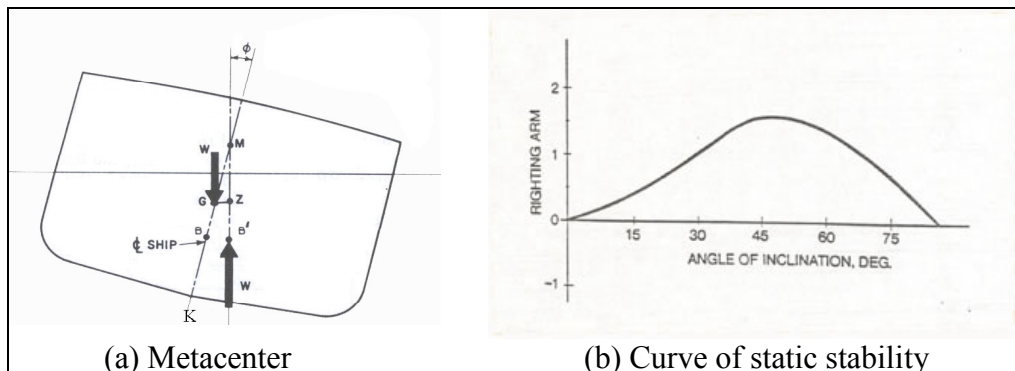 ϕ
W
M
G
Z
B
B'
℄ SHIP
W
K
(a) Metacenter
RIGHTING ARM
2
1
0
-1
15
30
45
60
75
ANGLE OF INCLINATION, DEG.
(b) Curve of static stability